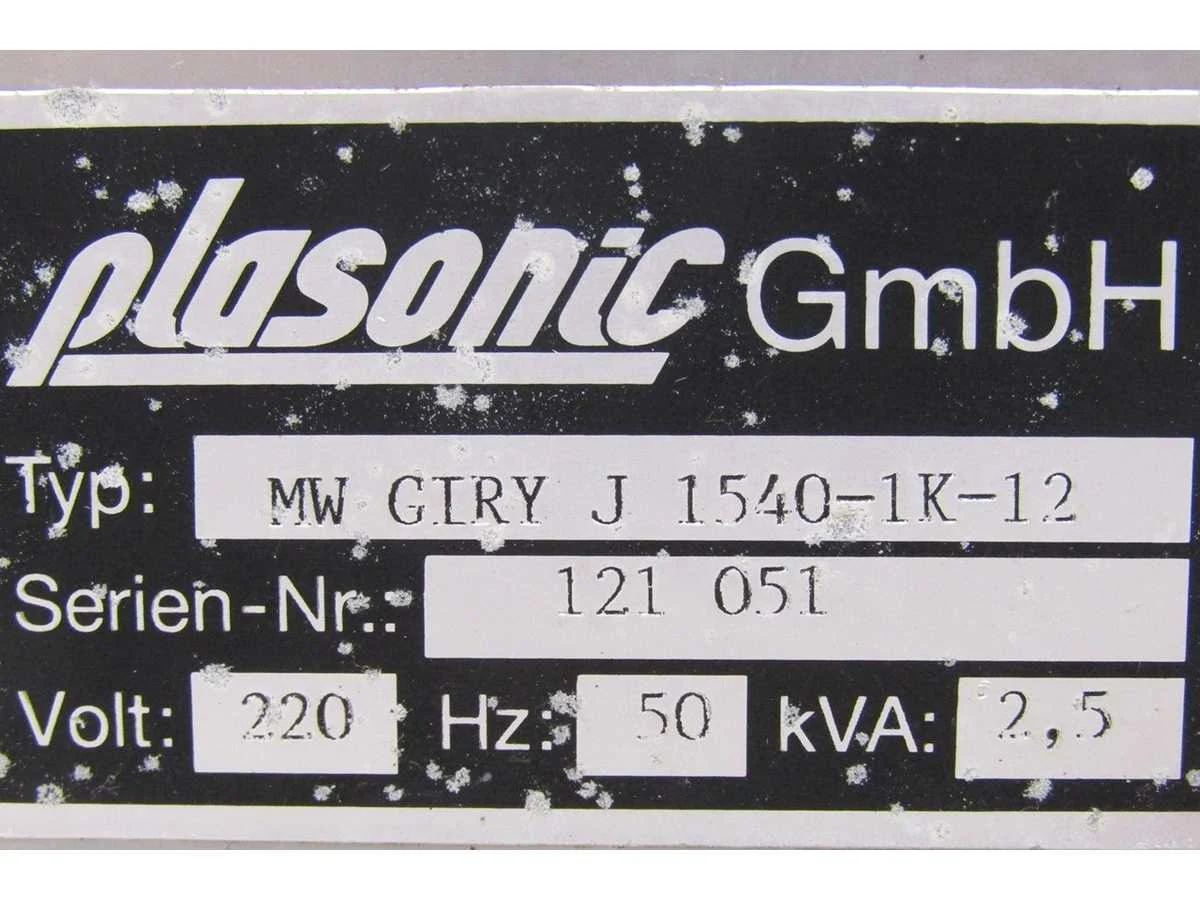 plasonic GmbH
Typ: MW GIRY J 1540-1K-12
Serien-Nr.: 121 051
Volt: 220 Hz: 50 kVA: 2,5